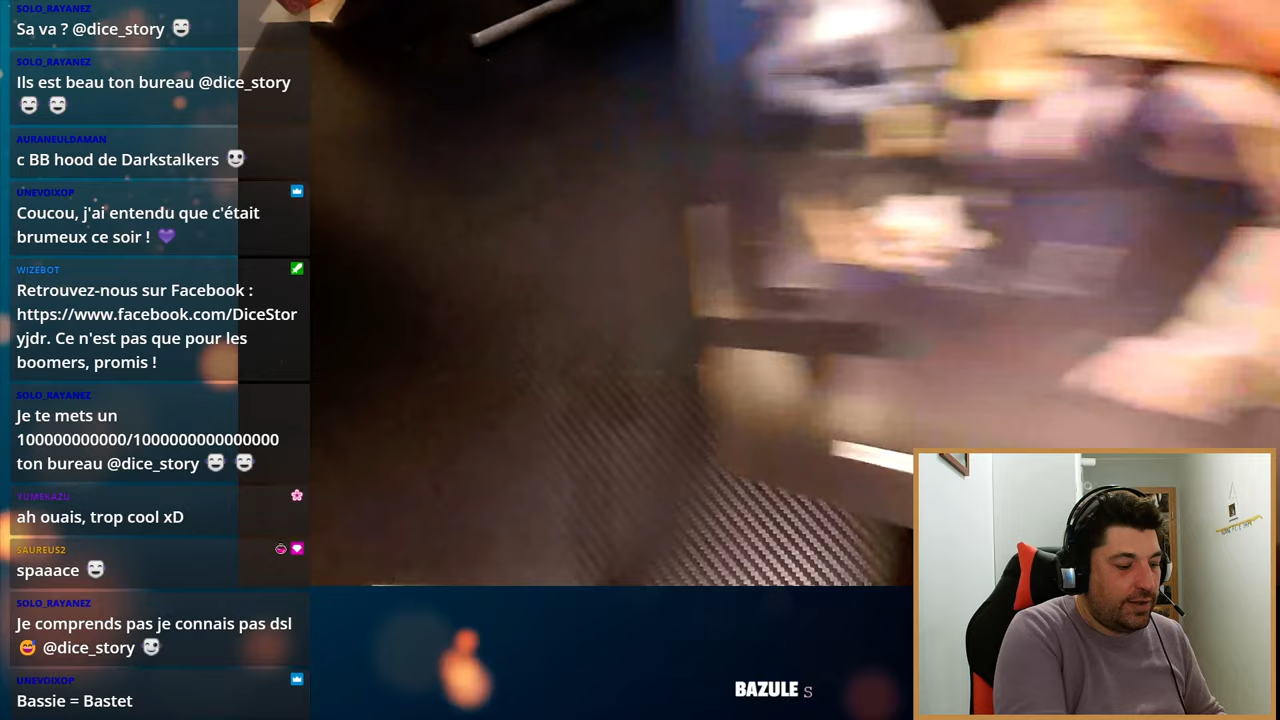 SOLO_RAYANEZ
Sa va ? @dice_story
SOLO_RAYANEZ
Ils est beau ton bureau @dice_story
AURANEULDAMAN
c BB hood de Darkstalkers
UNEVOIXOP
Coucou, j'ai entendu que c'était
brumeux ce soir !
WIZEBOT
Retrouvez-nous sur Facebook :
https://www.facebook.com/DiceStor
yjdr. Ce n'est pas que pour les
boomers, promis !
SOLO_RAYANEZ
Je te mets un
100000000000/1000000000000000
ton bureau @dice_story
YUMEKAZU
ah ouais, trop cool xD
SAUREUS2
spaaace
SOLO_RAYANEZ
Je comprends pas je connais pas dsl
@dice_story
UNEVOIXOP
Bassie = Bastet
BAZULE s